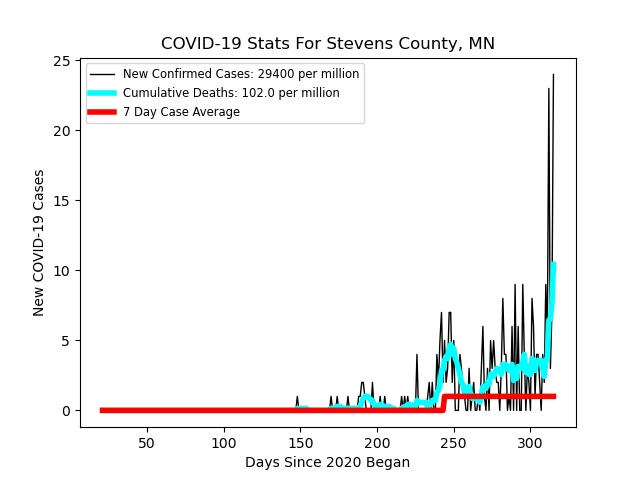 COVID-19 Stats For Stevens County, MN
New Confirmed Cases: 29400 per million
Cumulative Deaths: 102.0 per million
7 Day Case Average
New COVID-19 Cases
25
20
15
10
5
0
50 100 150 200 250 300
Days Since 2020 Began